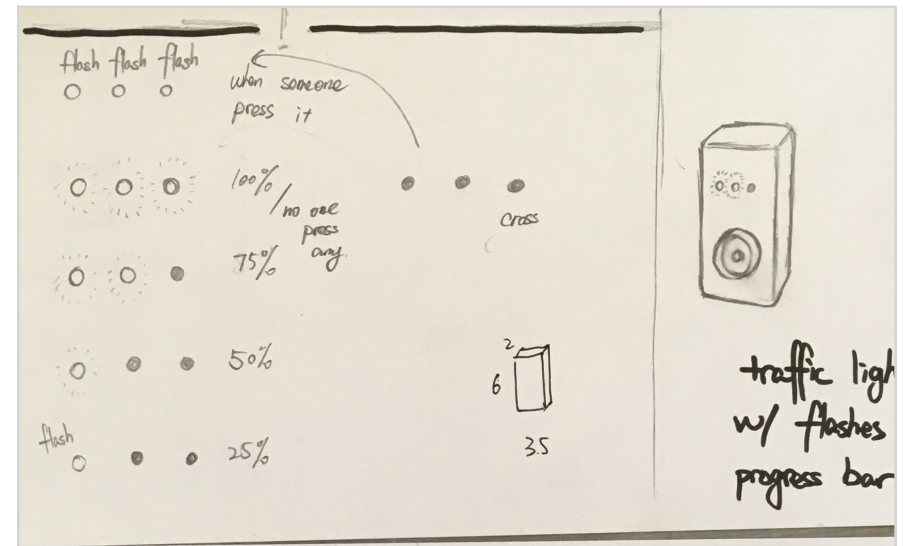 flash flash flash
when someone
press it
100% / no one
press
any.
75%
50%
flash
25%
cross
2
6
3.5
traffic ligh
w/ flashes
progress bar